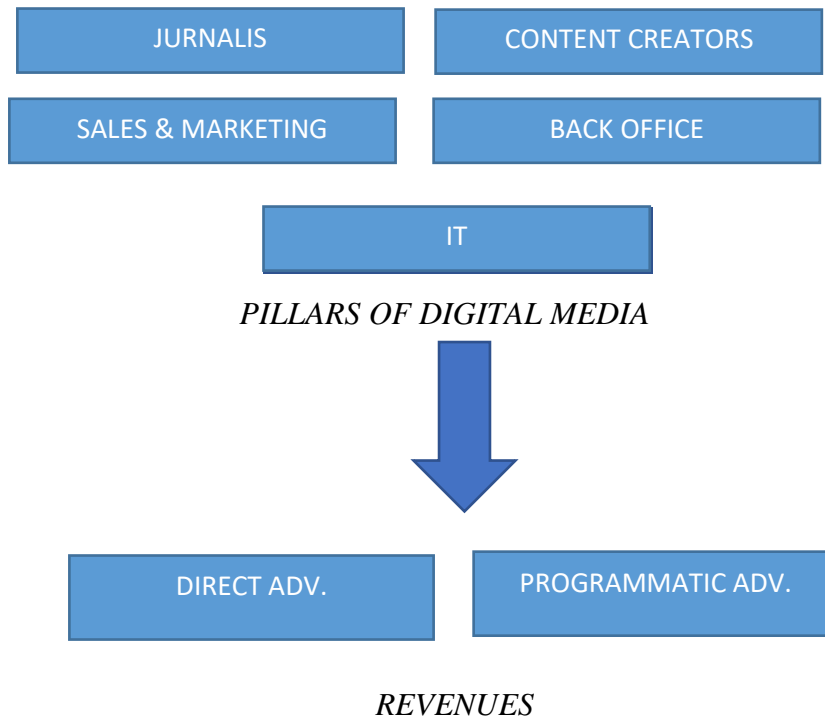 JURNALIS
CONTENT CREATORS
SALES & MARKETING
BACK OFFICE
IT
PILLARS OF DIGITAL MEDIA
DIRECT ADV.
PROGRAMMATIC ADV.
REVENUES